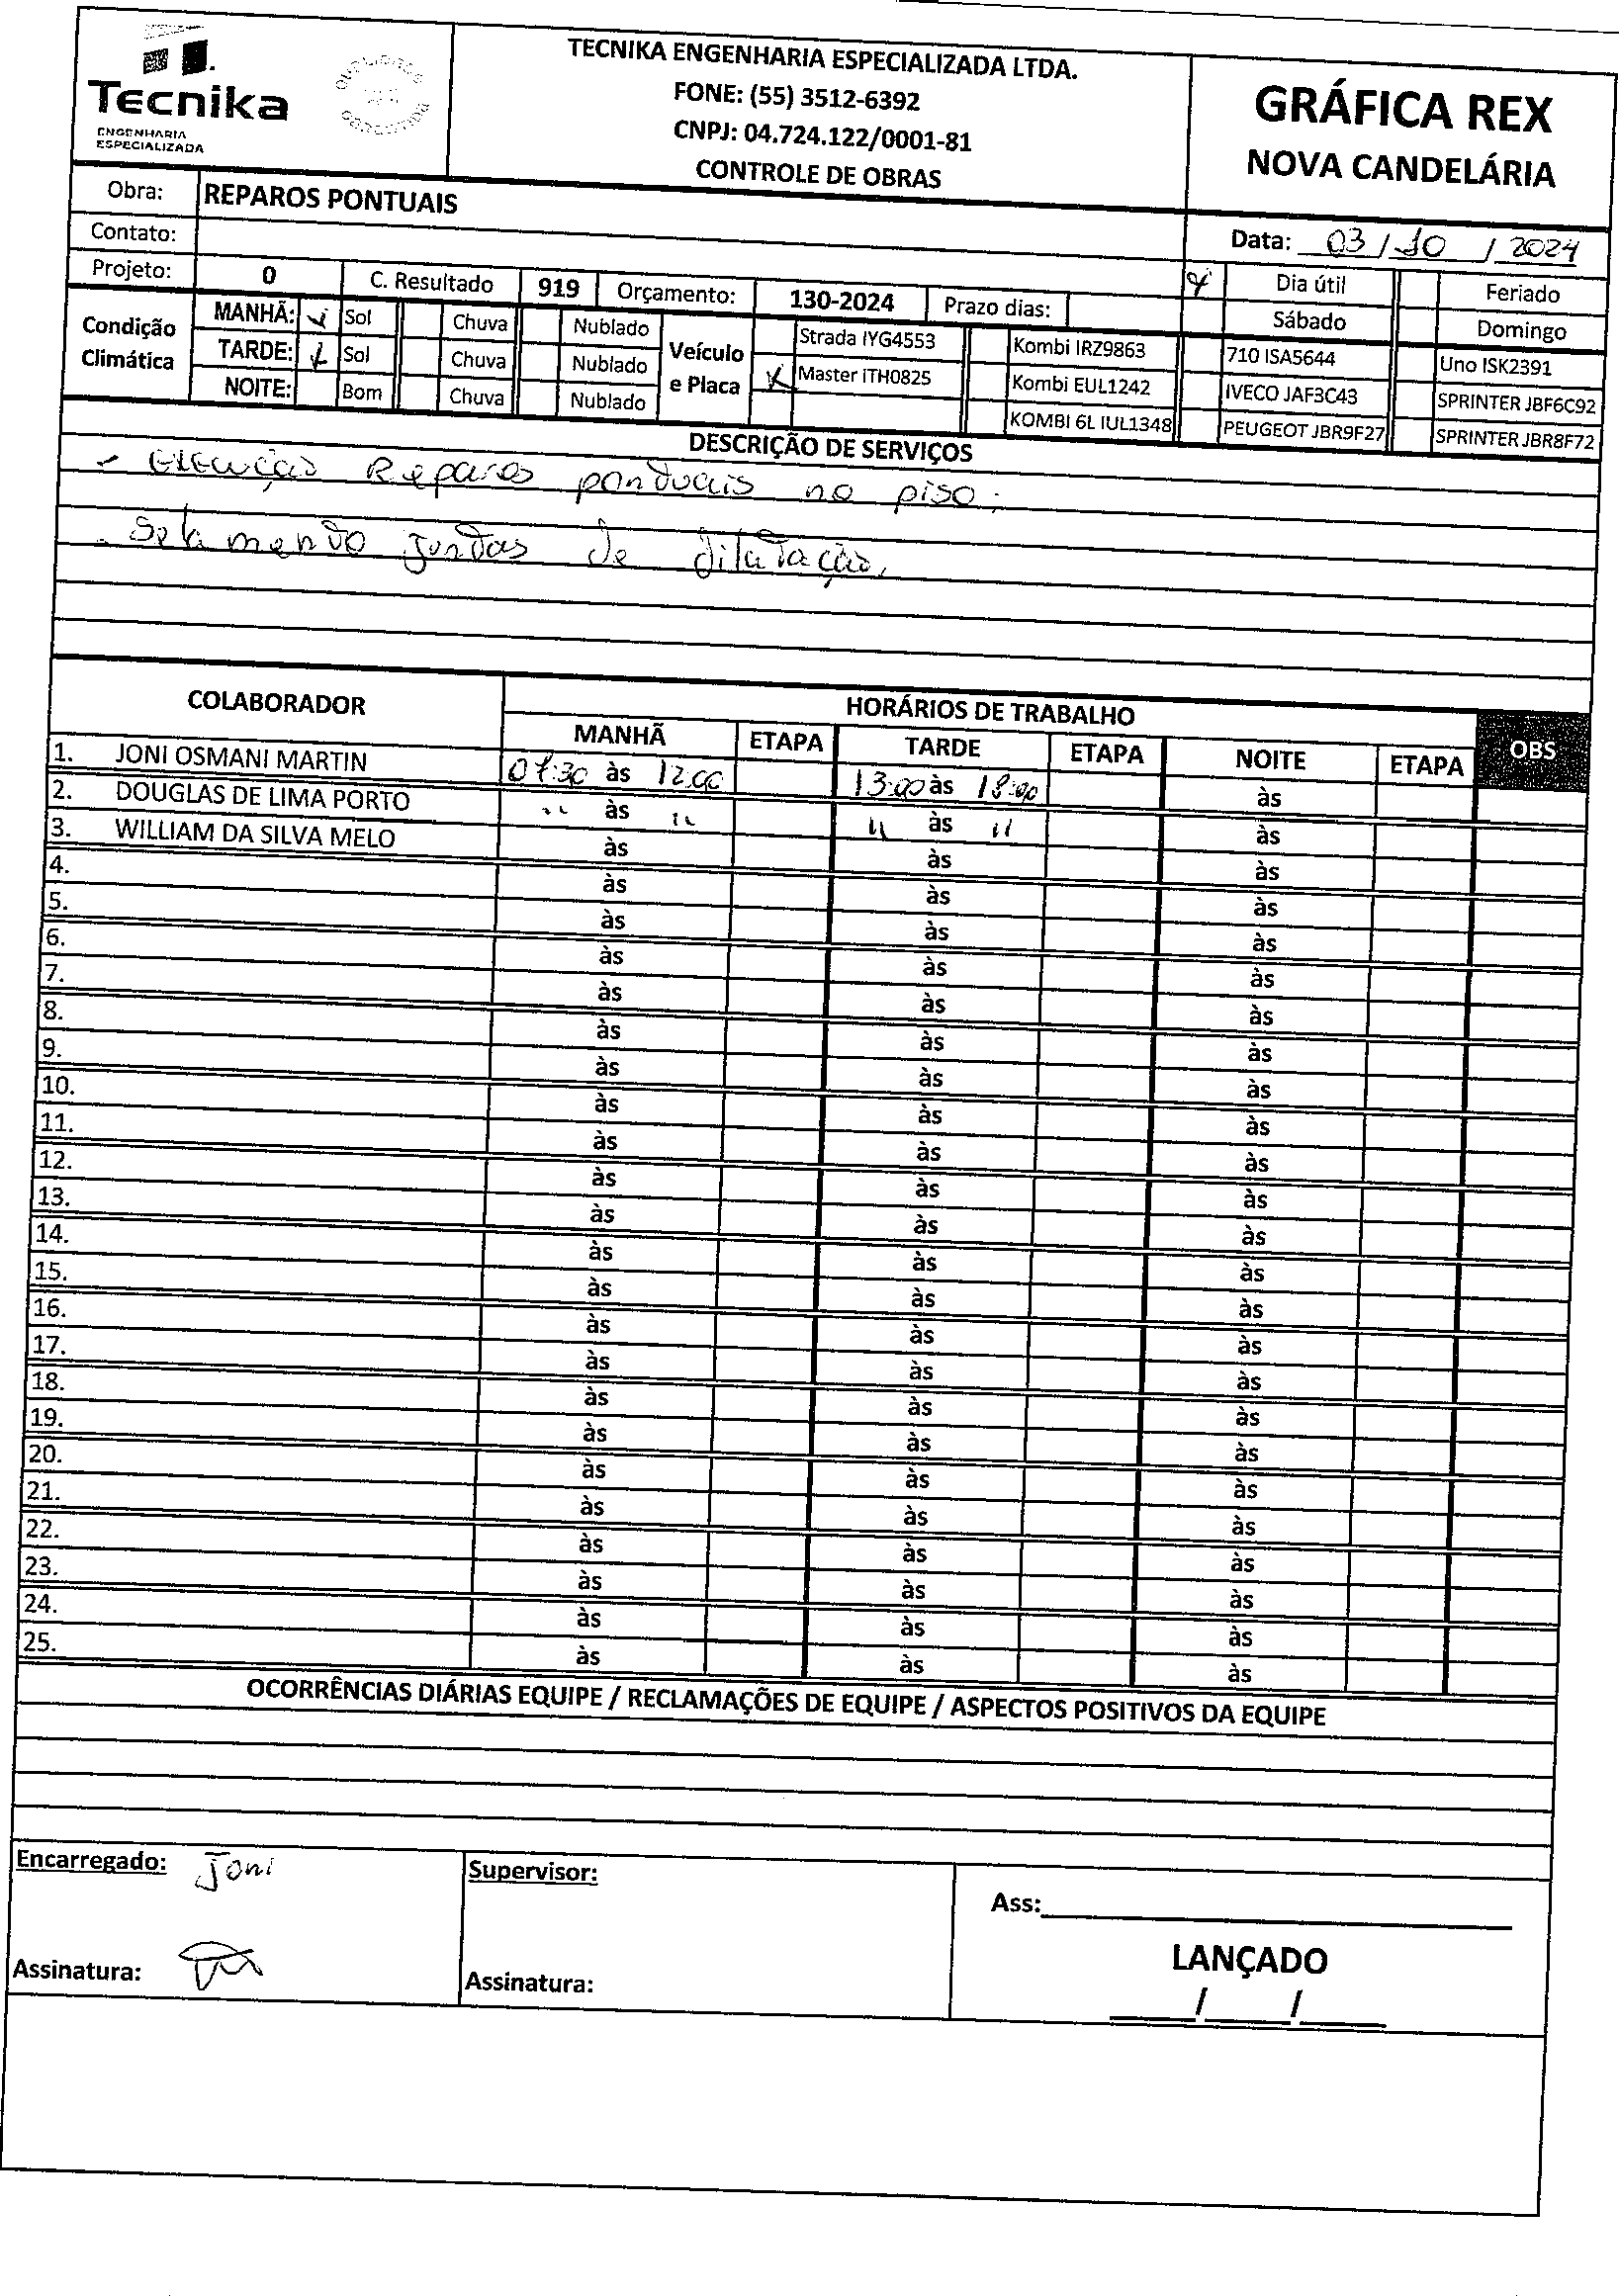 Tecnika
ENGENHARIA
ESPECIALIZADA
TECNIKA ENGENHARIA ESPECIALIZADA LTDA.
FONE: (55) 3512-6392
CNPJ: 04.724.122/0001-81
CONTROLE DE OBRAS
GRÁFICA REX
NOVA CANDELÁRIA
Obra: REPAROS PONTUAIS
Contato:
Data: 03/10/2024
Projeto: 0 C. Resultado 919 Orçamento: 130-2024 Prazo dias:
Dia útil Feriado
Sábado Domingo
Condição Climática
MANHÃ: Sol Chuva Nublado
TARDE: Sol Chuva Nublado
NOITE: Bom Chuva Nublado
Veículo e Placa
Strada IYG4553 Kombi IRZ9863 710 ISA5644 Uno ISK2391
Master ITH0825 Kombi EUL1242 IVECO JAF3C43 SPRINTER JBF6C92
KOMBI 6L IUL1348 PEUGEOT JBR9F27 SPRINTER JBR8F72
DESCRIÇÃO DE SERVIÇOS
- Execução Reparos pontuais no piso;
- Selamendo Juntas de dilatação,
COLABORADOR HORÁRIOS DE TRABALHO OBS
MANHÃ ETAPA TARDE ETAPA NOITE ETAPA
1. JONI OSMANI MARTIN 07:30 às 12:00 13:00 às 18:00 às
2. DOUGLAS DE LIMA PORTO " às " " às " às
3. WILLIAM DA SILVA MELO às às às
4. às às às
5. às às às
6. às às às
7. às às às
8. às às às
9. às às às
10. às às às
11. às às às
12. às às às
13. às às às
14. às às às
15. às às às
16. às às às
17. às às às
18. às às às
19. às às às
20. às às às
21. às às às
22. às às às
23. às às às
24. às às às
25. às às às
OCORRÊNCIAS DIÁRIAS EQUIPE / RECLAMAÇÕES DE EQUIPE / ASPECTOS POSITIVOS DA EQUIPE
Encarregado: Joni
Supervisor:
Ass:
LANÇADO
Assinatura:
Assinatura:
/ /